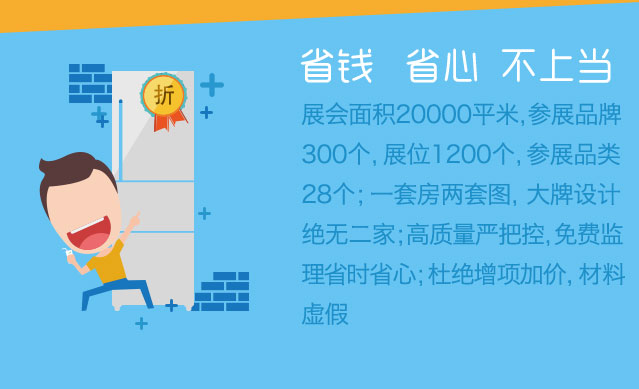 省钱 省心 不上当
折
展会面积20000平米,参展品牌
300个,展位1200个,参展品类
28个;一套房两套图,大牌设计
绝无二家;高质量严把控,免费监
理省时省心;杜绝增项加价,材料
虚假